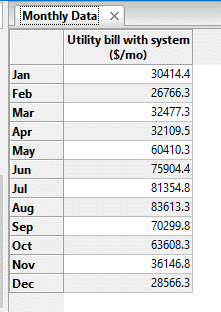 Monthly Data
Utility bill with system
($/mo)
Jan 30414.4
Feb 26766.3
Mar 32477.3
Apr 32109.5
May 60410.3
Jun 75904.4
Jul 81354.8
Aug 83613.3
Sep 70299.8
Oct 63608.3
Nov 36146.8
Dec 28566.3